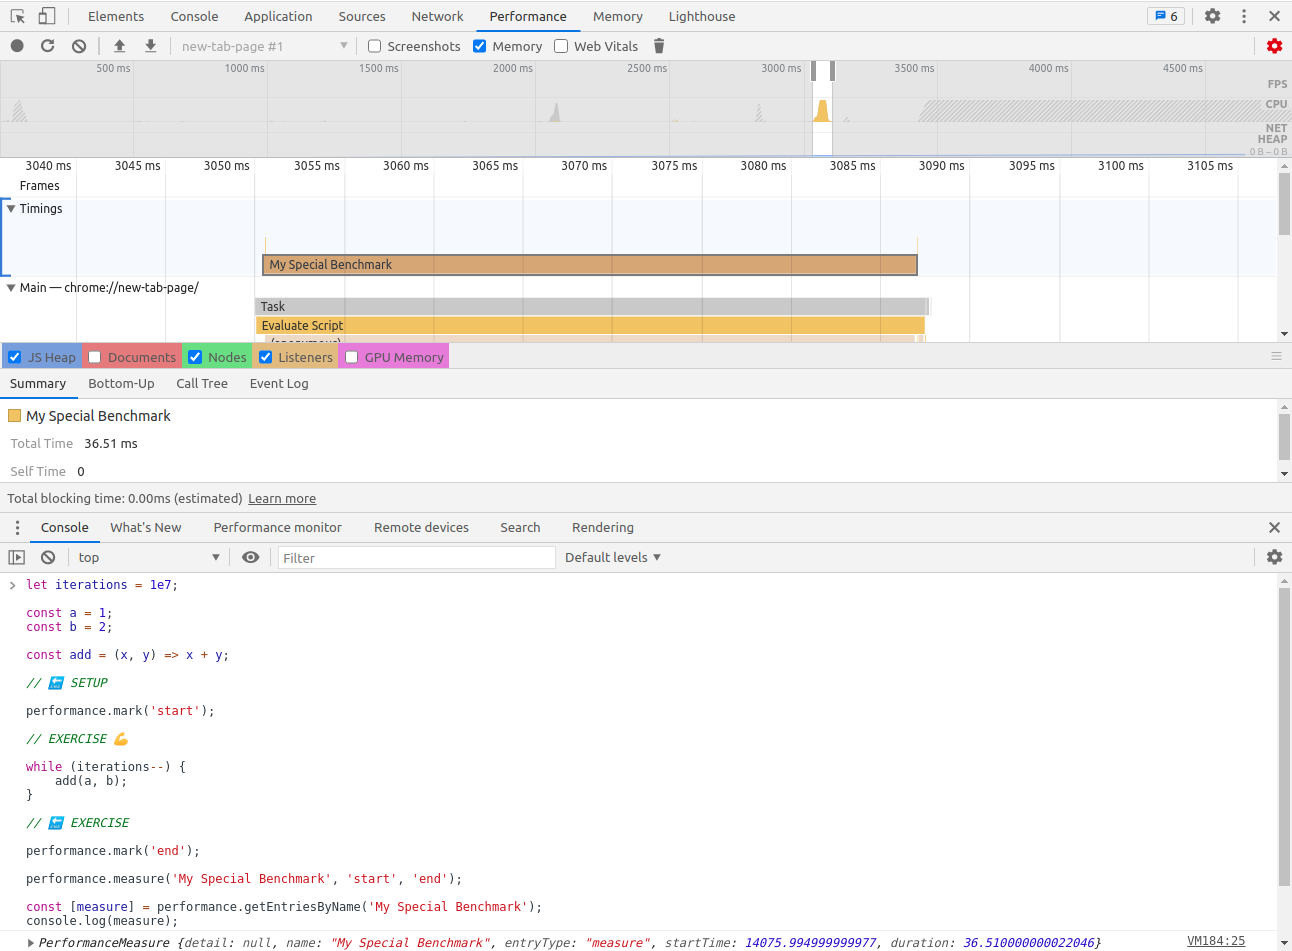 Elements Console Application Sources Network Performance Memory Lighthouse 6
new-tab-page #1 Screenshots Memory Web Vitals
500 ms 1000 ms 1500 ms 2000 ms 2500 ms 3000 ms 3500 ms 4000 ms 4500 ms
FPS
CPU
NET
HEAP
0 B – 0 B
3040 ms 3045 ms 3050 ms 3055 ms 3060 ms 3065 ms 3070 ms 3075 ms 3080 ms 3085 ms 3090 ms 3095 ms 3100 ms 3105 ms
Frames
Timings
My Special Benchmark
Main — chrome://new-tab-page/
Task
Evaluate Script
(anonymous)
JS Heap Documents Nodes Listeners GPU Memory
Summary Bottom-Up Call Tree Event Log
My Special Benchmark
Total Time 36.51 ms
Self Time 0
Total blocking time: 0.00ms (estimated) Learn more
Console What's New Performance monitor Remote devices Search Rendering
top Filter Default levels
let iterations = 1e7;
const a = 1;
const b = 2;
const add = (x, y) => x + y;
// 🔚 SETUP
performance.mark('start');
// EXERCISE 💪
while (iterations--) {
add(a, b);
}
// 🔚 EXERCISE
performance.mark('end');
performance.measure('My Special Benchmark', 'start', 'end');
const [measure] = performance.getEntriesByName('My Special Benchmark');
console.log(measure);
PerformanceMeasure {detail: null, name: "My Special Benchmark", entryType: "measure", startTime: 14075.994999999977, duration: 36.510000000022046} VM184:25